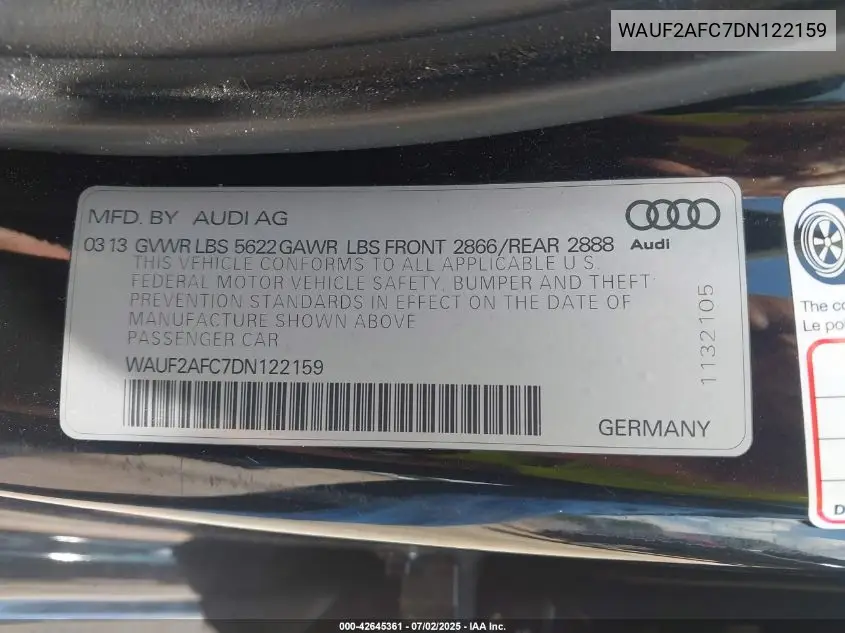 WAUF2AFC7DN122159
MFD. BY AUDI AG
03 13 GVWR LBS 5622 GAWR LBS FRONT 2866/REAR 2888
Audi
THIS VEHICLE CONFORMS TO ALL APPLICABLE U S
FEDERAL MOTOR VEHICLE SAFETY, BUMPER AND THEFT
PREVENTION STANDARDS IN EFFECT ON THE DATE OF
MANUFACTURE SHOWN ABOVE
PASSENGER CAR
WAUF2AFC7DN122159
1132105
GERMANY
The
Le
000-42645361 - 07/02/2025 - IAA Inc.